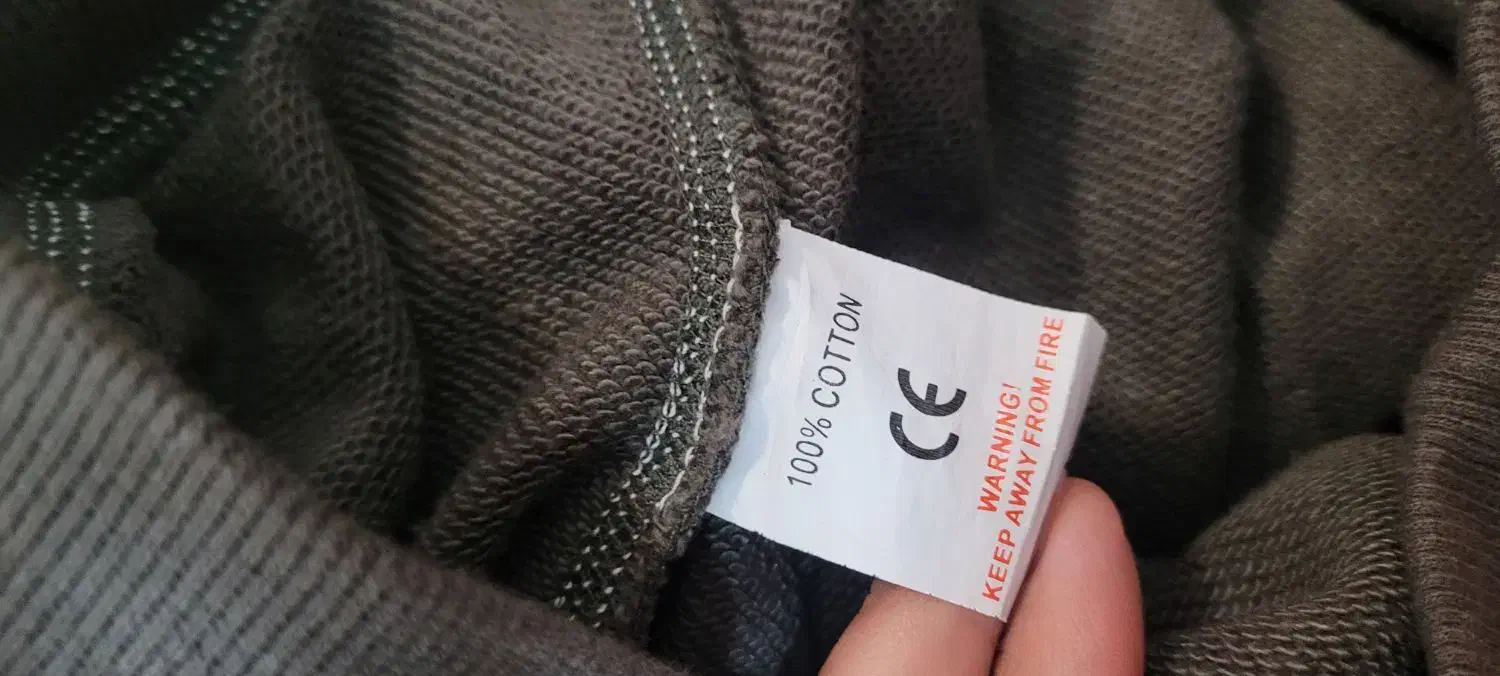 100% COTTON
CE
WARNING!
KEEP AWAY FROM FIRE